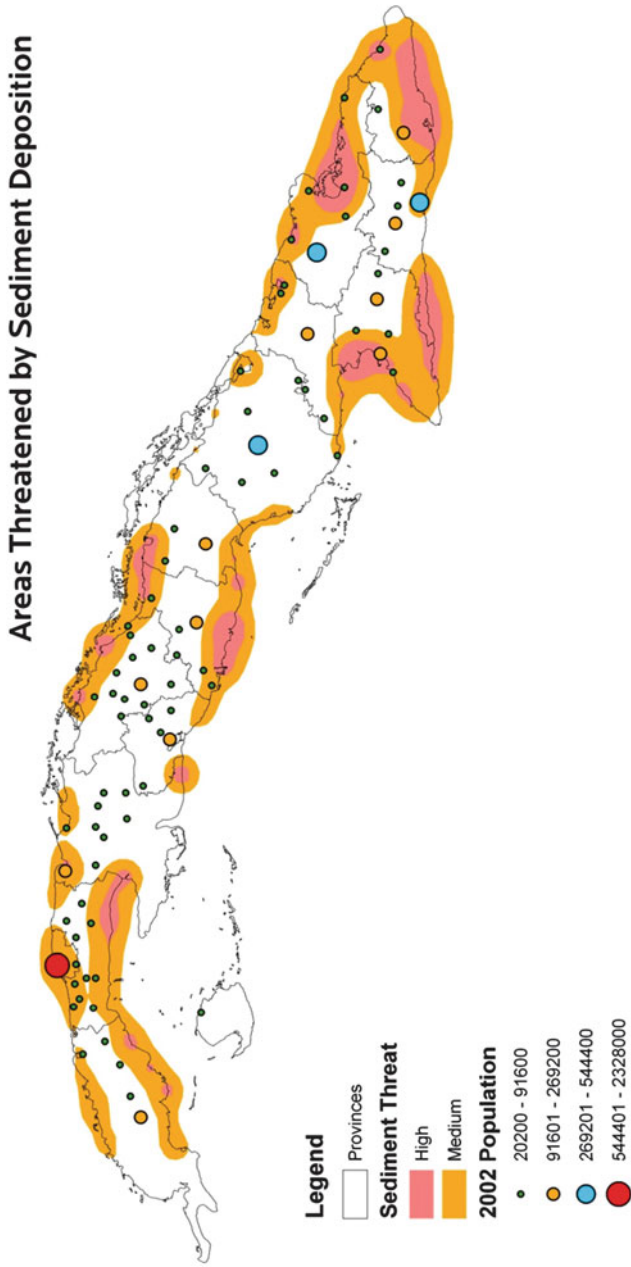 Areas Threatened by Sediment Deposition
Legend
Provinces
Sediment Threat
High
Medium
2002 Population
20200 - 91600
91601 - 269200
269201 - 544400
544401 - 2328000